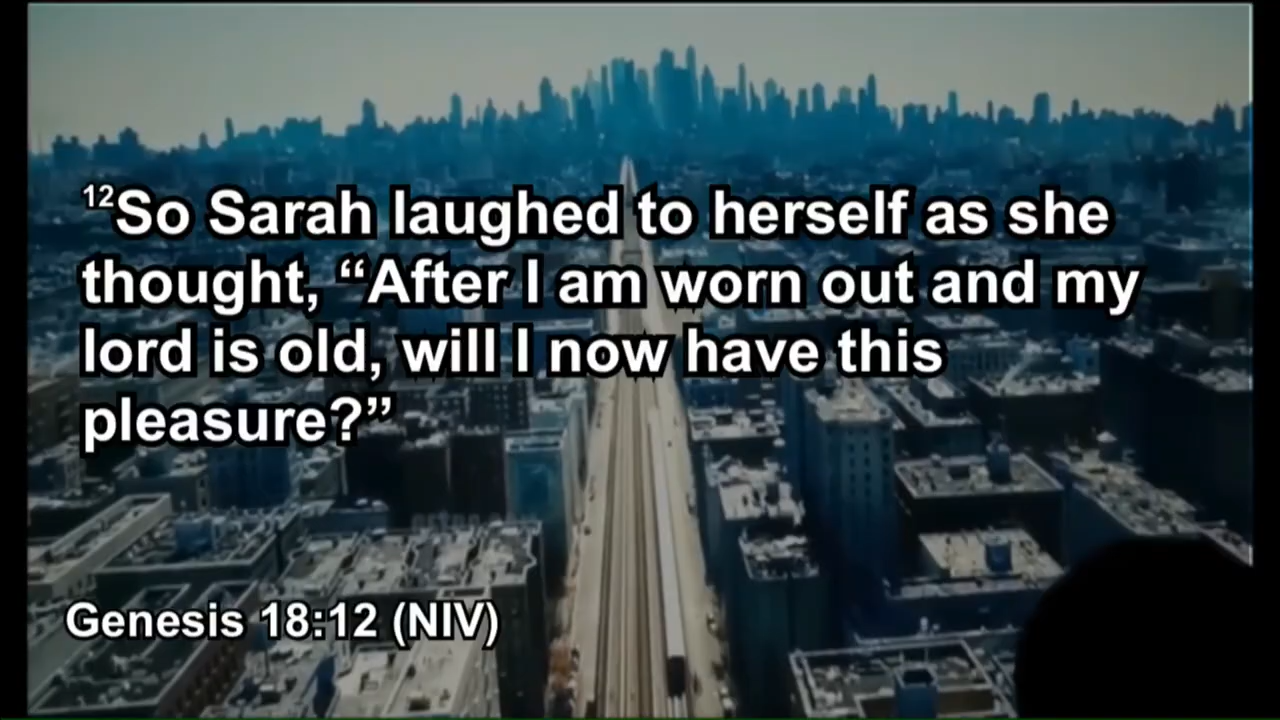 ¹²So Sarah laughed to herself as she
thought, “After I am worn out and my
lord is old, will I now have this
pleasure?”
Genesis 18:12 (NIV)